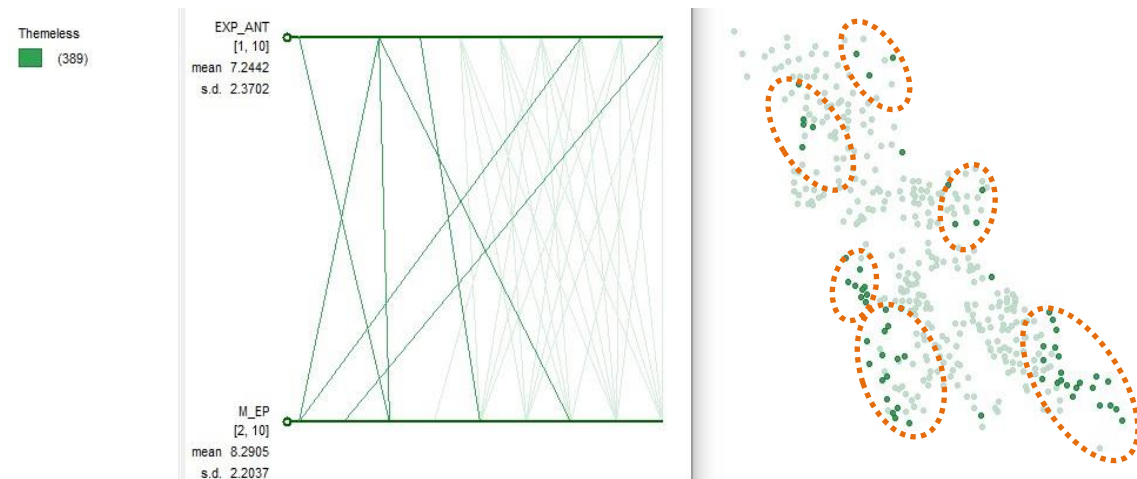 Themeless
(389)
EXP_ANT
[1, 10]
mean 7.2442
s.d. 2.3702
M_EP
[2, 10]
mean 8.2905
s.d. 2.2037